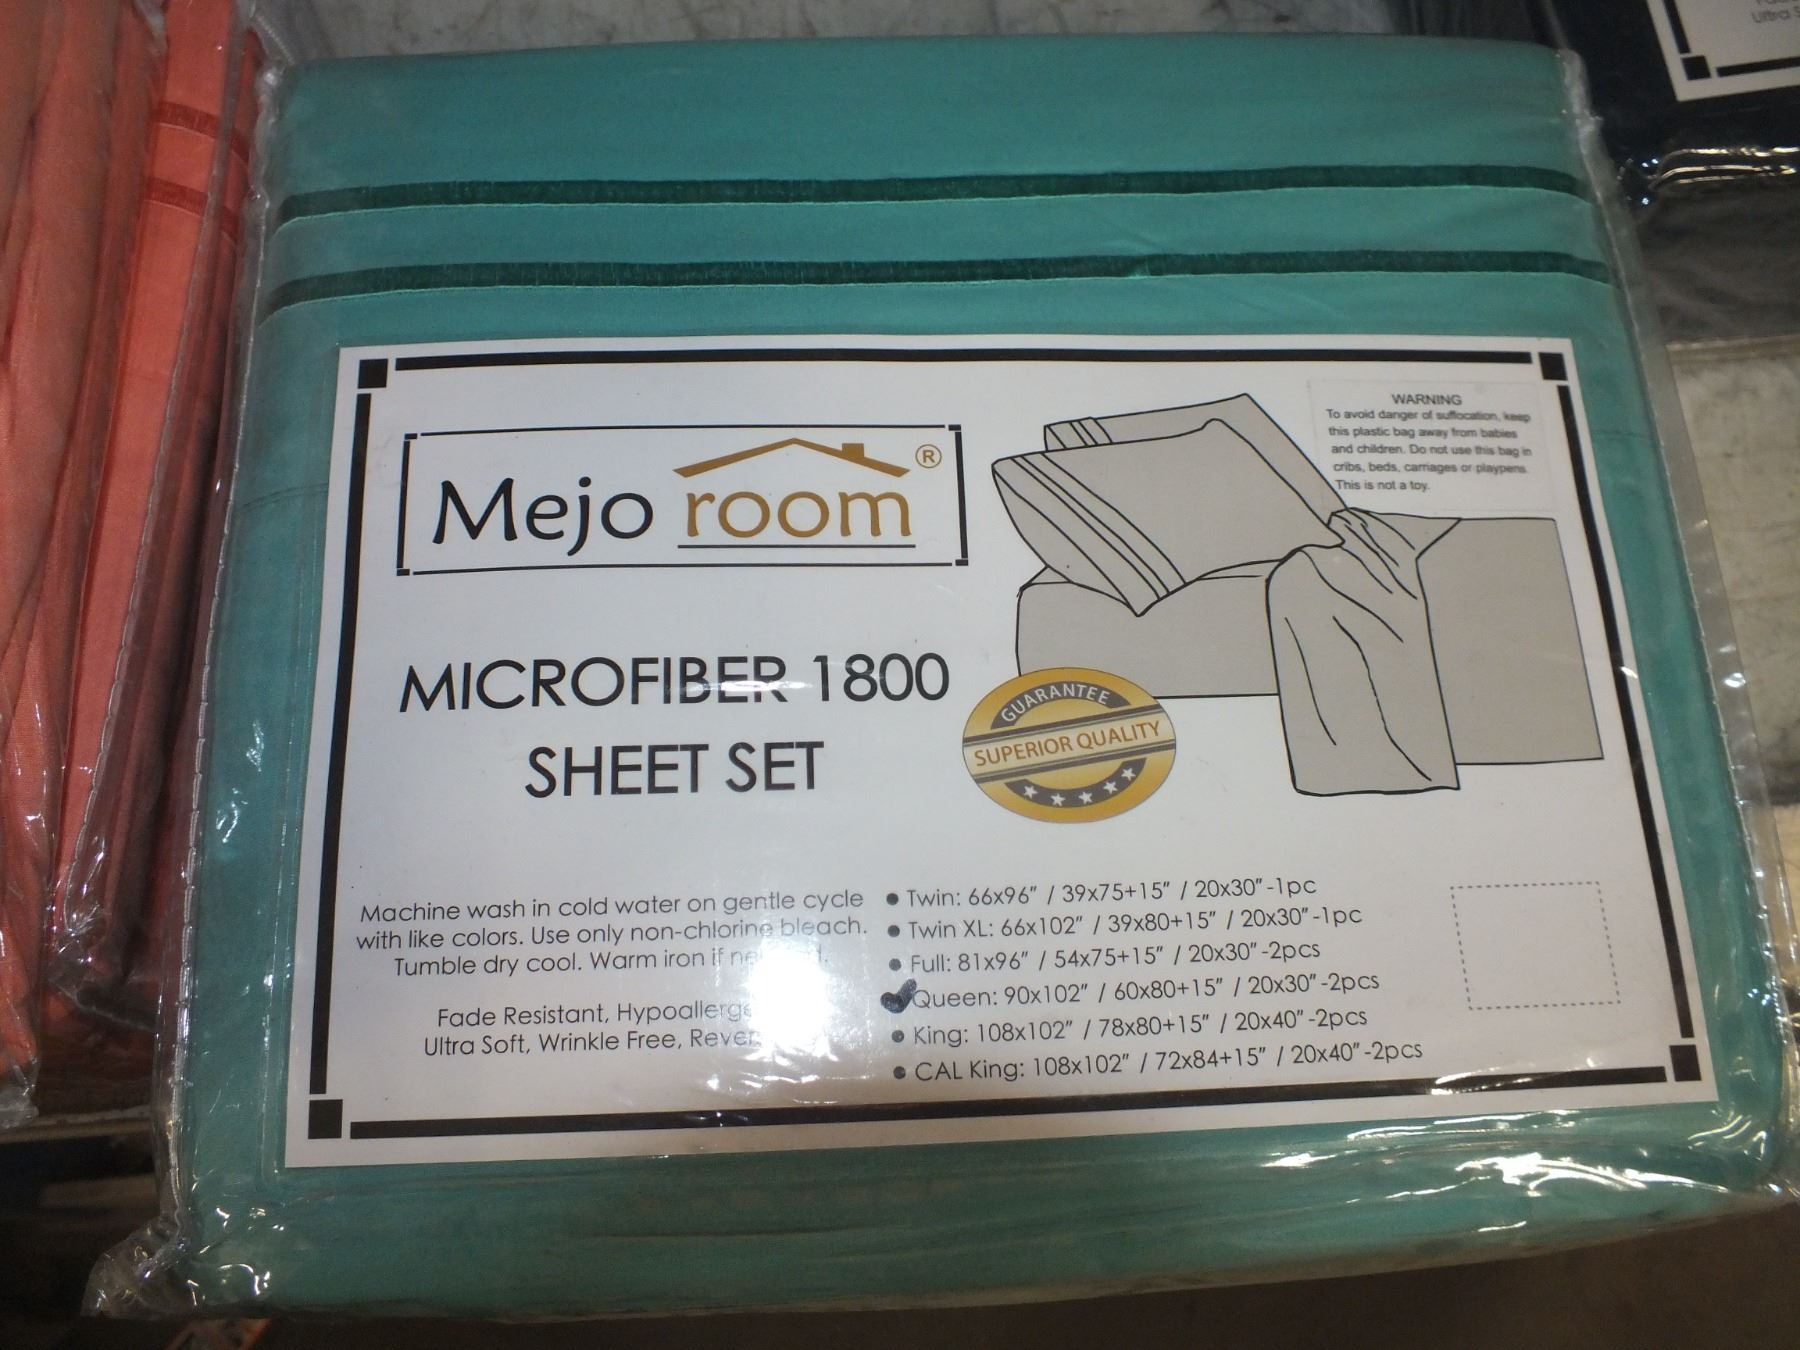 Ultra
Mejo room®
WARNING
To avoid danger of suffocation, keep
this plastic bag away from babies
and children. Do not use this bag in
cribs, beds, carriages or playpens.
This is not a toy.
MICROFIBER 1800
SHEET SET
GUARANTEE
SUPERIOR QUALITY
Machine wash in cold water on gentle cycle
with like colors. Use only non-chlorine bleach.
Tumble dry cool. Warm iron if
Fade Resistant,
Ultra Soft, Wrinkle Free,
• Twin: 66x96" / 39x75+15" / 20x30"-1pc
• Twin XL: 66x102" / 39x80+15" / 20x30"-1pc
• Full: 81x96" / 54x75+15" / 20x30"-2pcs
Queen: 90x102" / 60x80+15" / 20x30"-2pcs
• King: 108x102" / 78x80+15" / 20x40"-2pcs
• CAL King: 108x102" / 72x84+15" / 20x40"-2pcs